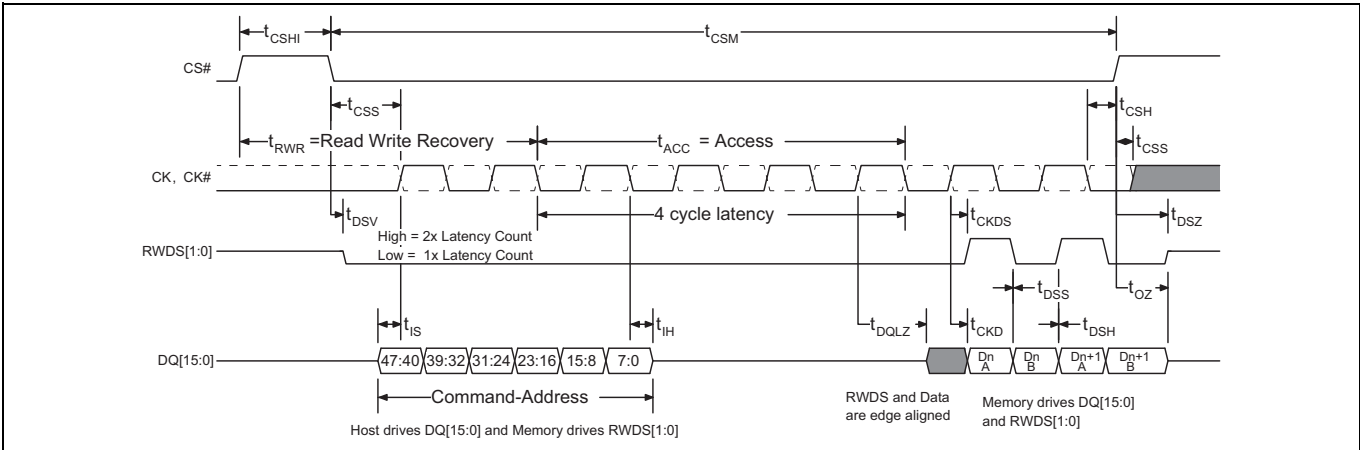 tCSHI
tCSM
CS#
tCSS
tCSH
tRWR =Read Write Recovery
tACC = Access
tCSS
CK, CK#
tDSV
4 cycle latency
tCKDS
tDSZ
High = 2x Latency Count
Low = 1x Latency Count
RWDS[1:0]
tDSS
tOZ
tIS
tIH
tDQLZ
tCKD
tDSH
DQ[15:0]
47:40 39:32 31:24 23:16 15:8 7:0
Dn A
Dn B
Dn+1 A
Dn+1 B
Command-Address
RWDS and Data
are edge aligned
Memory drives DQ[15:0]
and RWDS[1:0]
Host drives DQ[15:0] and Memory drives RWDS[1:0]